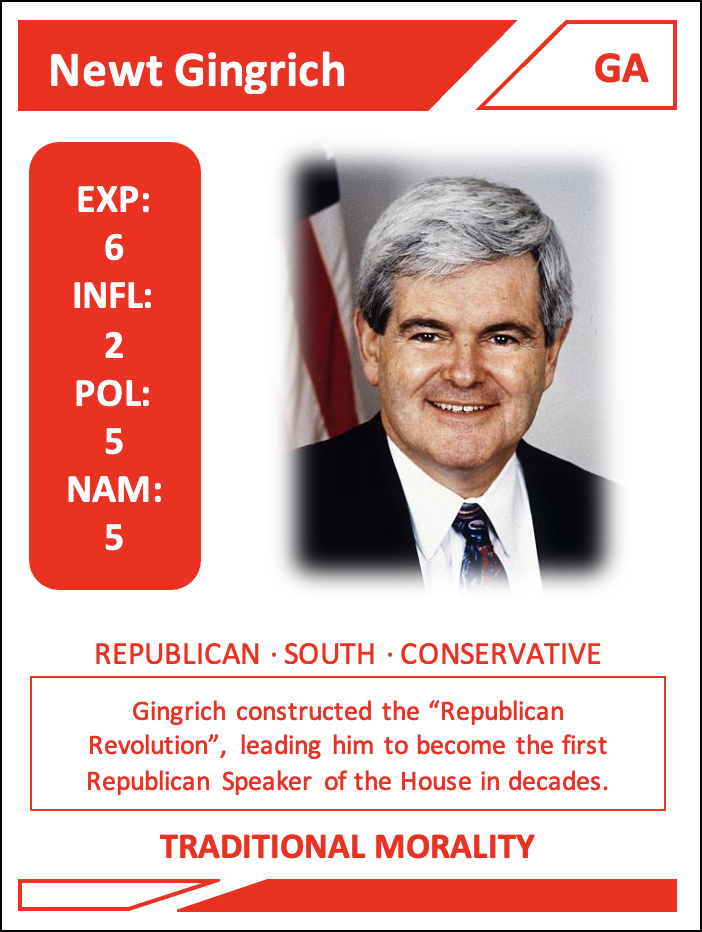 Newt Gingrich
GA
EXP:
6
INFL:
2
POL:
5
NAM:
5
REPUBLICAN · SOUTH · CONSERVATIVE
Gingrich constructed the “Republican
Revolution”, leading him to become the first
Republican Speaker of the House in decades.
TRADITIONAL MORALITY